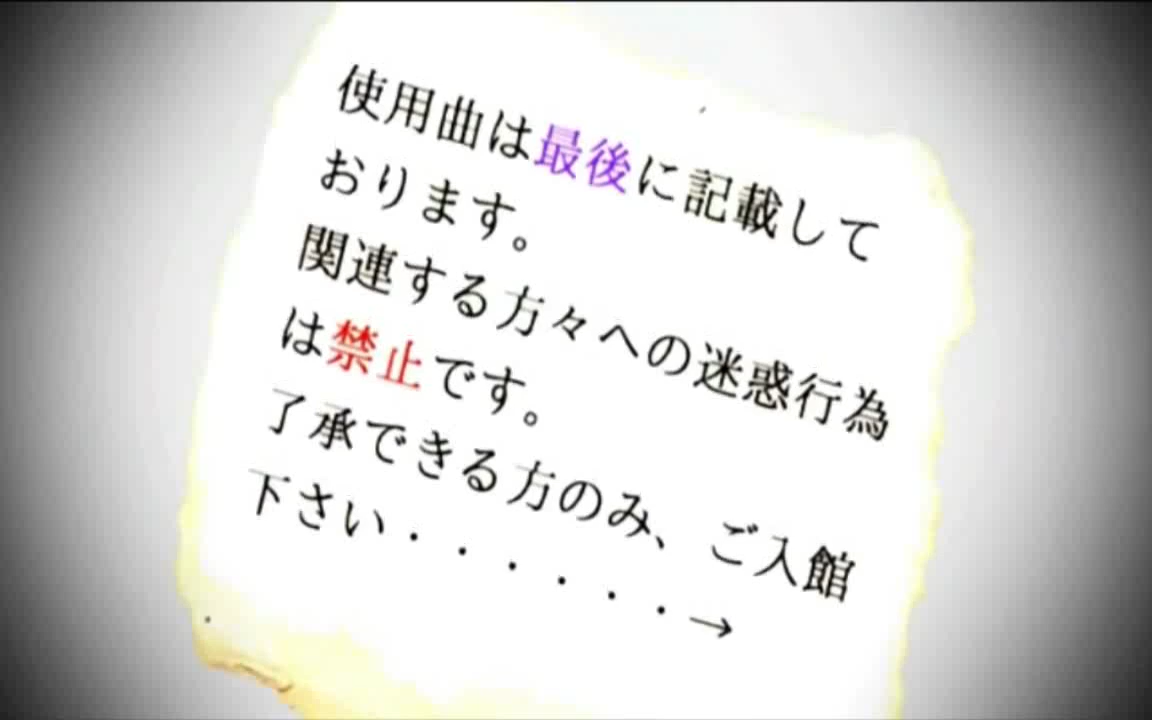 使用曲は最後に記載して
おります。
関連する方々への迷惑行為
は禁止です。
了承できる方のみ、ご入館
下さい・・・・・・→